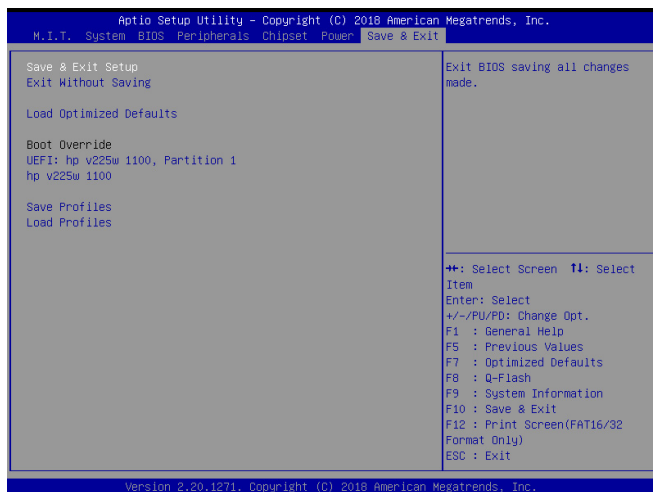 Aptio Setup Utility – Copyright (C) 2018 American Megatrends, Inc.
M.I.T. System BIOS Peripherals Chipset Power Save & Exit
Save & Exit Setup
Exit Without Saving
Load Optimized Defaults
Boot Override
UEFI: hp v225w 1100, Partition 1
hp v225w 1100
Save Profiles
Load Profiles
Exit BIOS saving all changes
made.
→←: Select Screen ↑↓: Select
Item
Enter: Select
+/-/PU/PD: Change Opt.
F1 : General Help
F5 : Previous Values
F7 : Optimized Defaults
F8 : Q-Flash
F9 : System Information
F10 : Save & Exit
F12 : Print Screen(FAT16/32
Format Only)
ESC : Exit
Version 2.20.1271. Copyright (C) 2018 American Megatrends, Inc.